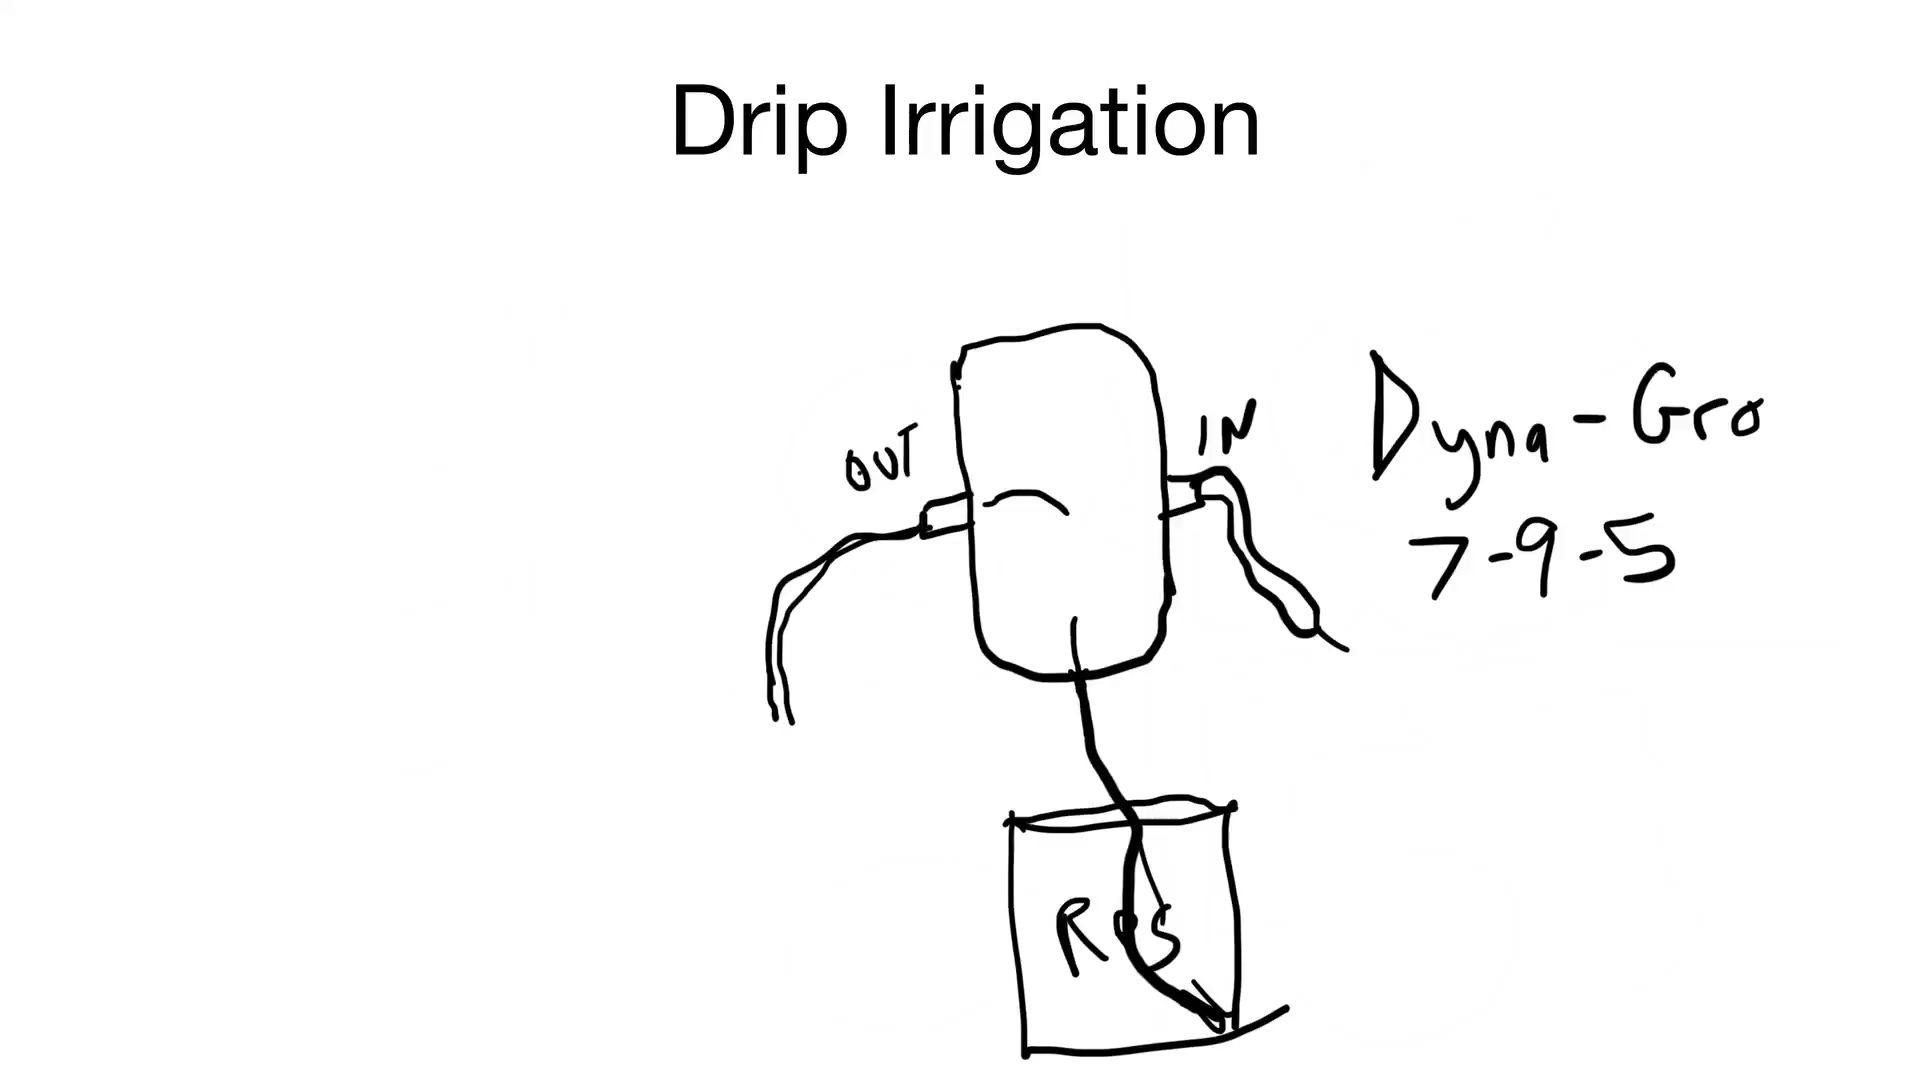 Drip Irrigation
OUT
IN
Dyna-Gro
7-9-5
RES